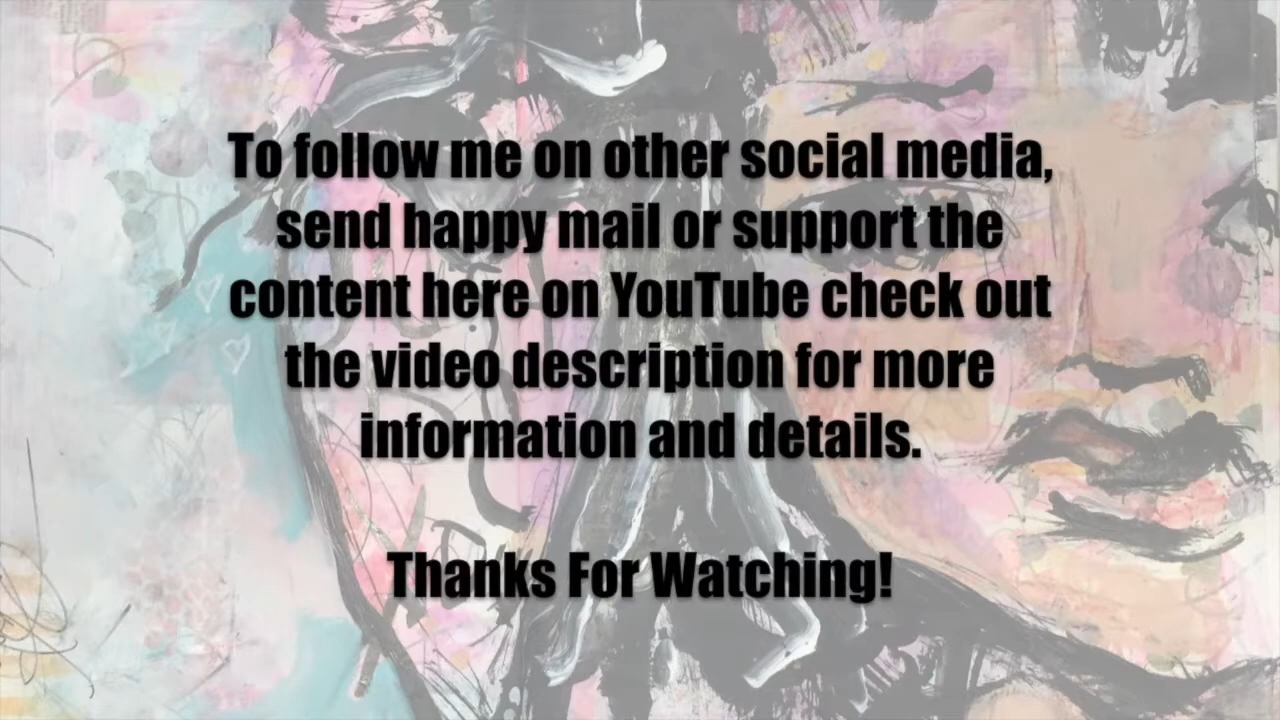 To follow me on other social media,
send happy mail or support the
content here on YouTube check out
the video description for more
information and details.
Thanks For Watching!